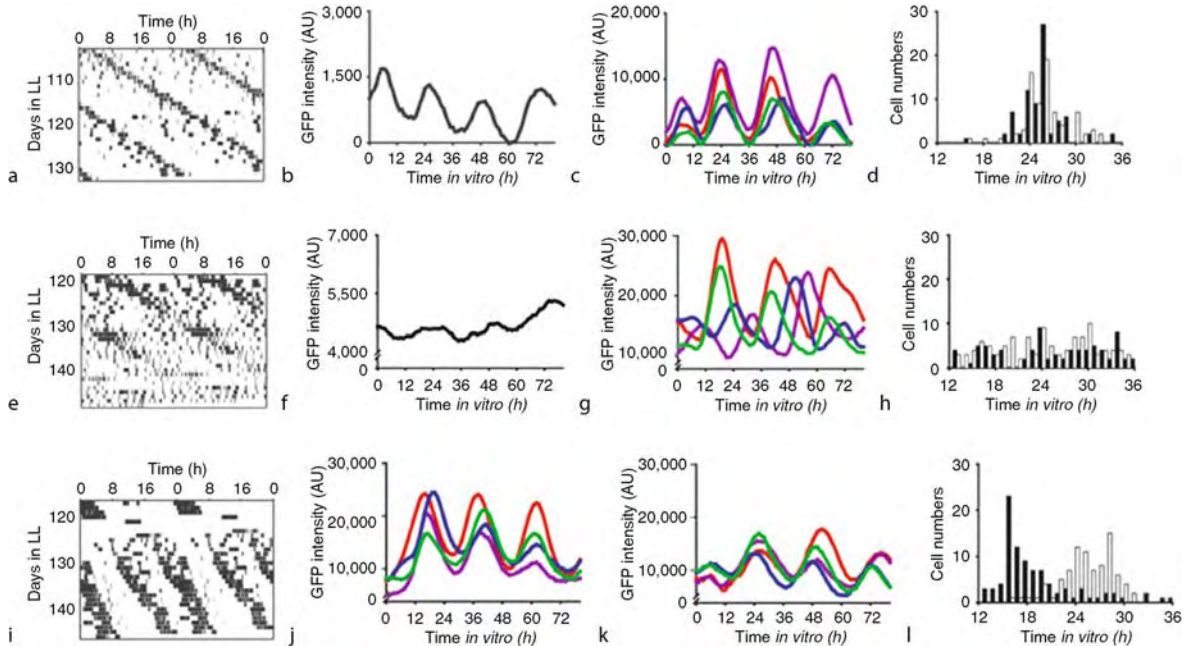 Time (h)
0 8 16 0 8 16 0
Days in LL
110
120
130
a
GFP intensity (AU)
3,000
1,500
0
0 12 24 36 48 60 72
Time in vitro (h)
b
GFP intensity (AU)
20,000
10,000
0
0 12 24 36 48 60 72
Time in vitro (h)
c
Cell numbers
30
20
10
0
12 18 24 30 36
Time in vitro (h)
d
Time (h)
0 8 16 0 8 16 0
Days in LL
120
130
140
e
GFP intensity (AU)
7,000
5,500
4,000
0 12 24 36 48 60 72
Time in vitro (h)
f
GFP intensity (AU)
30,000
20,000
10,000
0 12 24 36 48 60 72
Time in vitro (h)
g
Cell numbers
30
20
10
0
12 18 24 30 36
Time in vitro (h)
h
Time (h)
0 8 16 0 8 16 0
Days in LL
120
130
140
i
GFP intensity (AU)
30,000
20,000
10,000
0
0 12 24 36 48 60 72
Time in vitro (h)
j
GFP intensity (AU)
30,000
20,000
10,000
0
0 12 24 36 48 60 72
Time in vitro (h)
k
Cell numbers
30
20
10
0
12 18 24 30 36
Time in vitro (h)
l